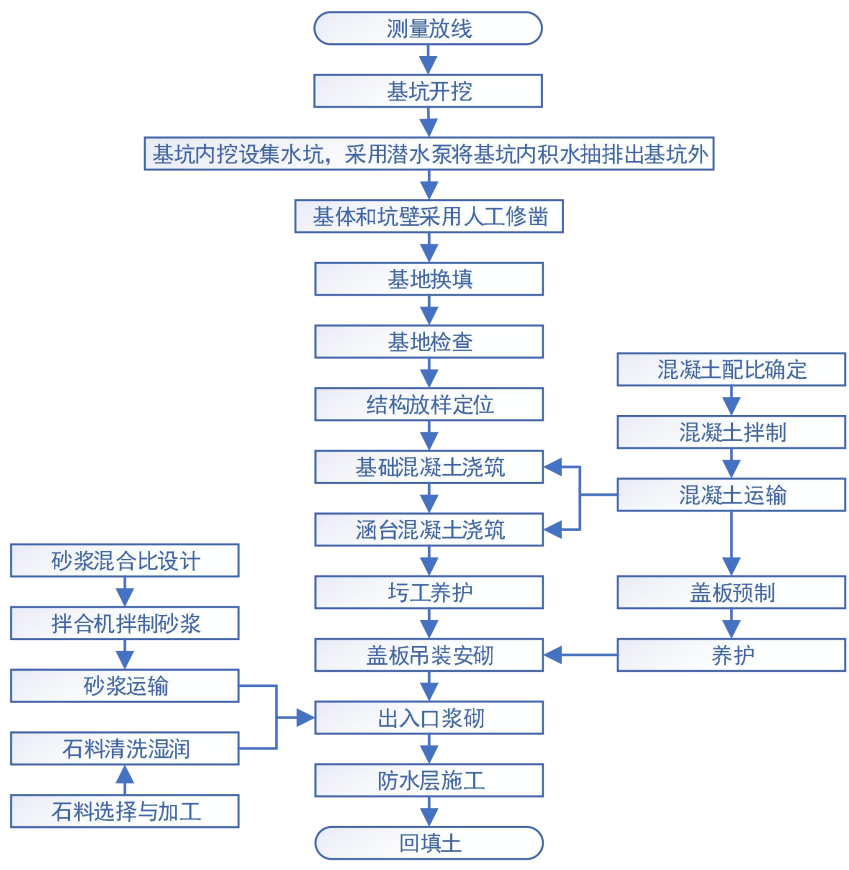 测量放线
基坑开挖
基坑内挖设集水坑，采用潜水泵将基坑内积水抽排出基坑外
基体和坑壁采用人工修凿
基地换填
基地检查
结构放样定位
基础混凝土浇筑
涵台混凝土浇筑
圬工养护
盖板吊装安砌
出入口浆砌
防水层施工
回填土
混凝土配比确定
混凝土拌制
混凝土运输
盖板预制
养护
砂浆混合比设计
拌合机拌制砂浆
砂浆运输
石料清洗湿润
石料选择与加工